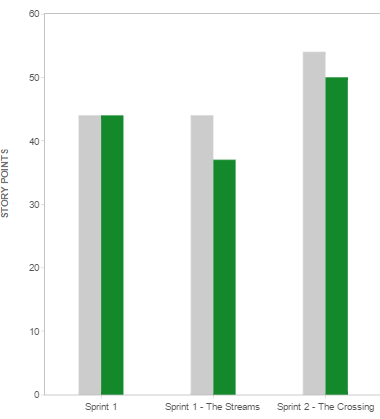 60
50
40
30
20
10
0
STORY POINTS
Sprint 1
Sprint 1 - The Streams
Sprint 2 - The Crossing